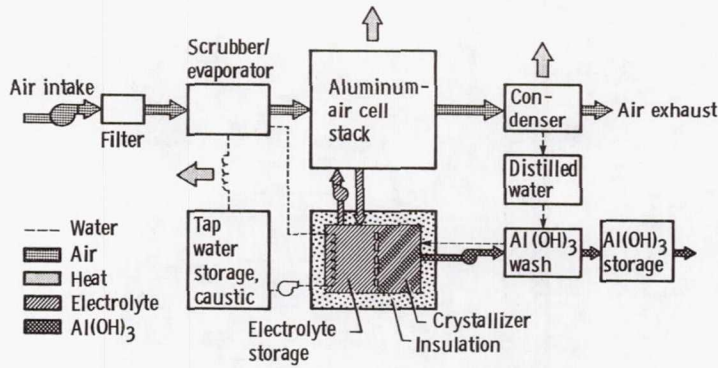 Air intake
Filter
Scrubber/
evaporator
Aluminum-
air cell
stack
Con-
denser
Air exhaust
Distilled
water
Al(OH)3
wash
Al(OH)3
storage
Tap
water
storage,
caustic
Electrolyte
storage
Crystallizer
Insulation
Water
Air
Heat
Electrolyte
Al(OH)3